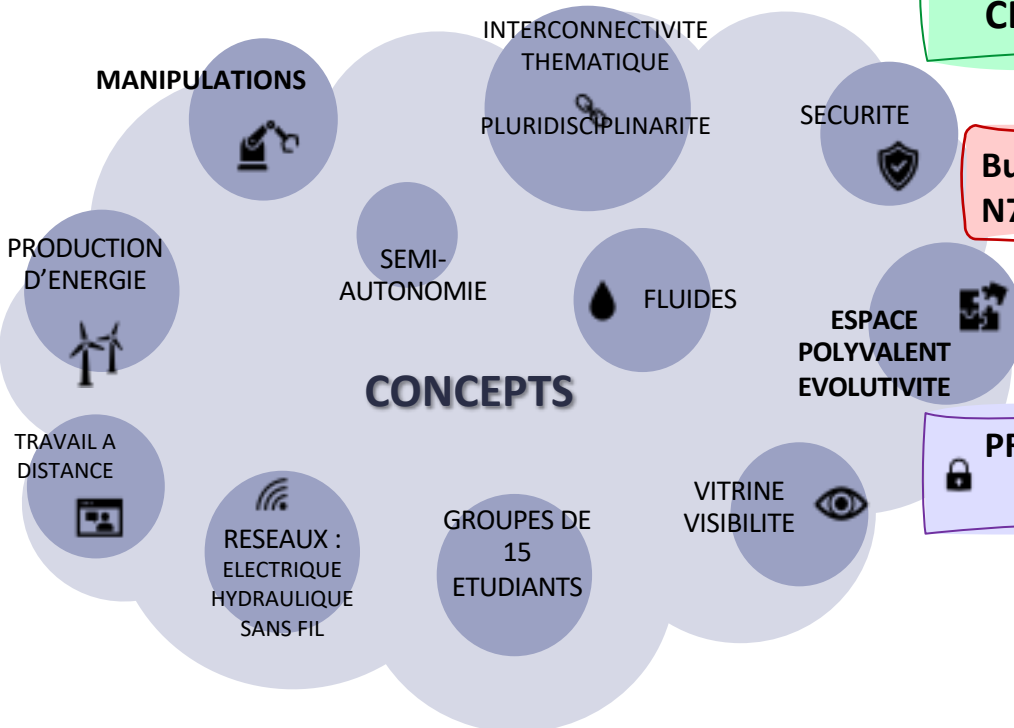 INTERCONNECTIVITE
THEMATIQUE
PLURIDISCIPLINARITE
MANIPULATIONS
SECURITE
PRODUCTION
D'ENERGIE
SEMI-
AUTONOMIE
FLUIDES
ESPACE
POLYVALENT
EVOLUTIVITE
CONCEPTS
TRAVAIL A
DISTANCE
RESEAUX :
ELECTRIQUE
HYDRAULIQUE
SANS FIL
GROUPES DE
15
ETUDIANTS
VITRINE
VISIBILITE